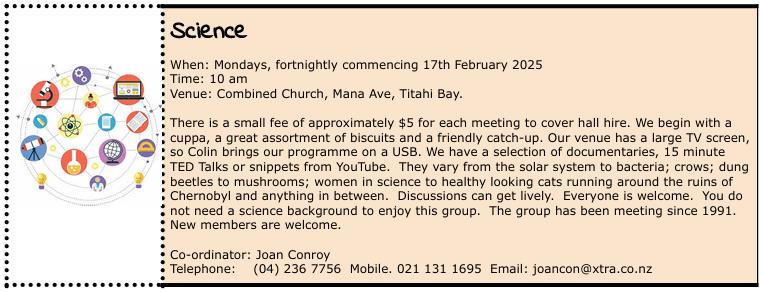 Science
When: Mondays, fortnightly commencing 17th February 2025
Time: 10 am
Venue: Combined Church, Mana Ave, Titahi Bay.
There is a small fee of approximately $5 for each meeting to cover hall hire. We begin with a
cuppa, a great assortment of biscuits and a friendly catch-up. Our venue has a large TV screen,
so Colin brings our programme on a USB. We have a selection of documentaries, 15 minute
TED Talks or snippets from YouTube.  They vary from the solar system to bacteria; crows; dung
beetles to mushrooms; women in science to healthy looking cats running around the ruins of
Chernobyl and anything in between.  Discussions can get lively.  Everyone is welcome.  You do
not need a science background to enjoy this group.  The group has been meeting since 1991.
New members are welcome.
Co-ordinator: Joan Conroy
Telephone:    (04) 236 7756  Mobile. 021 131 1695  Email: joancon@xtra.co.nz